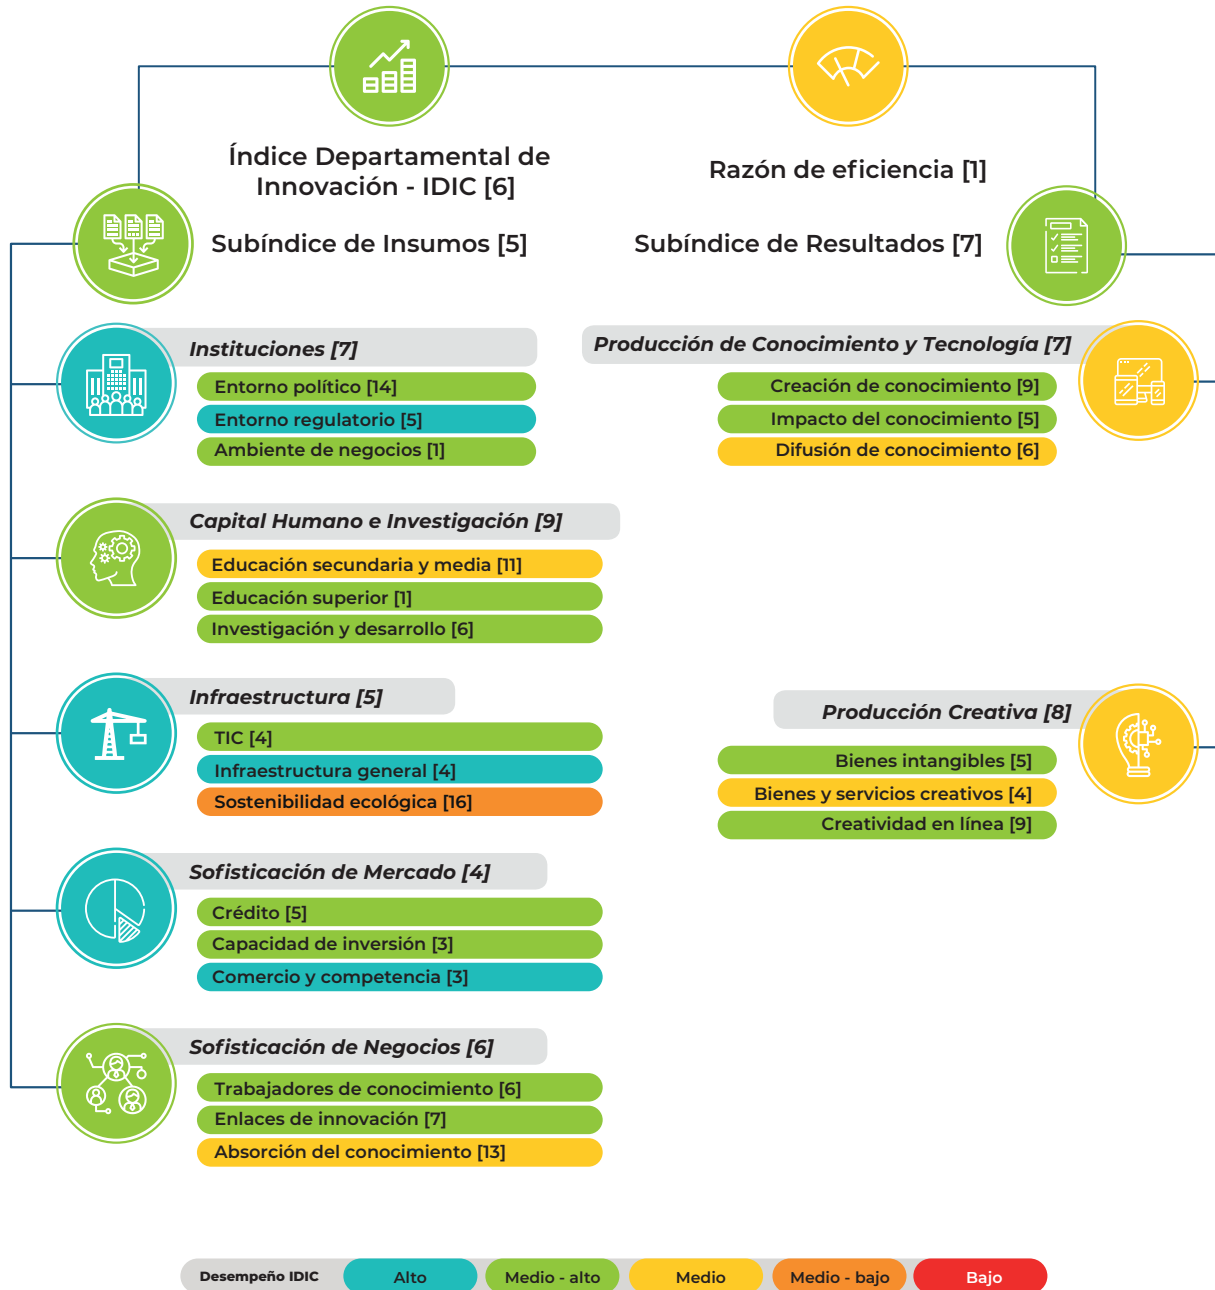 Índice Departamental de
Innovación - IDIC [6]
Razón de eficiencia [1]
Subíndice de Insumos [5]
Subíndice de Resultados [7]
Instituciones [7]
Entorno político [14]
Entorno regulatorio [5]
Ambiente de negocios [1]
Capital Humano e Investigación [9]
Educación secundaria y media [11]
Educación superior [1]
Investigación y desarrollo [6]
Infraestructura [5]
TIC [4]
Infraestructura general [4]
Sostenibilidad ecológica [16]
Sofisticación de Mercado [4]
Crédito [5]
Capacidad de inversión [3]
Comercio y competencia [3]
Sofisticación de Negocios [6]
Trabajadores de conocimiento [6]
Enlaces de innovación [7]
Absorción del conocimiento [13]
Producción de Conocimiento y Tecnología [7]
Creación de conocimiento [9]
Impacto del conocimiento [5]
Difusión de conocimiento [6]
Producción Creativa [8]
Bienes intangibles [5]
Bienes y servicios creativos [4]
Creatividad en línea [9]
Desempeño IDIC Alto Medio - alto Medio Medio - bajo Bajo